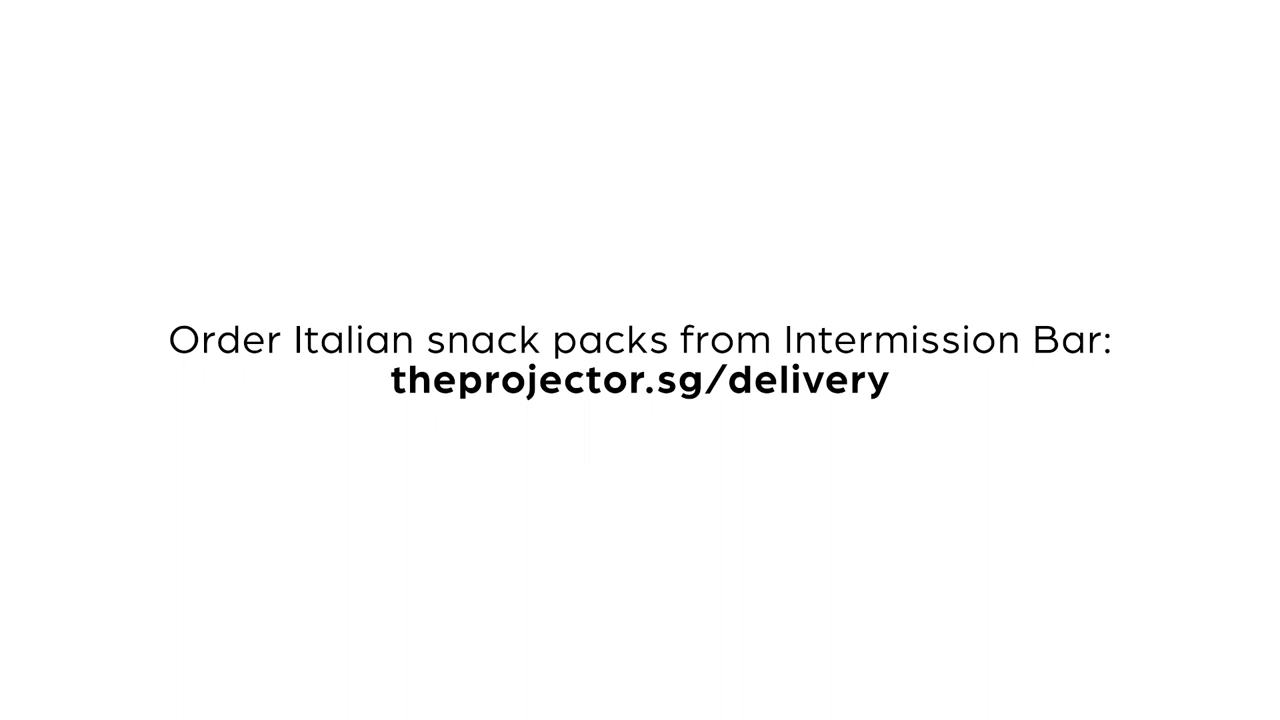 Order Italian snack packs from Intermission Bar:
theprojector.sg/delivery